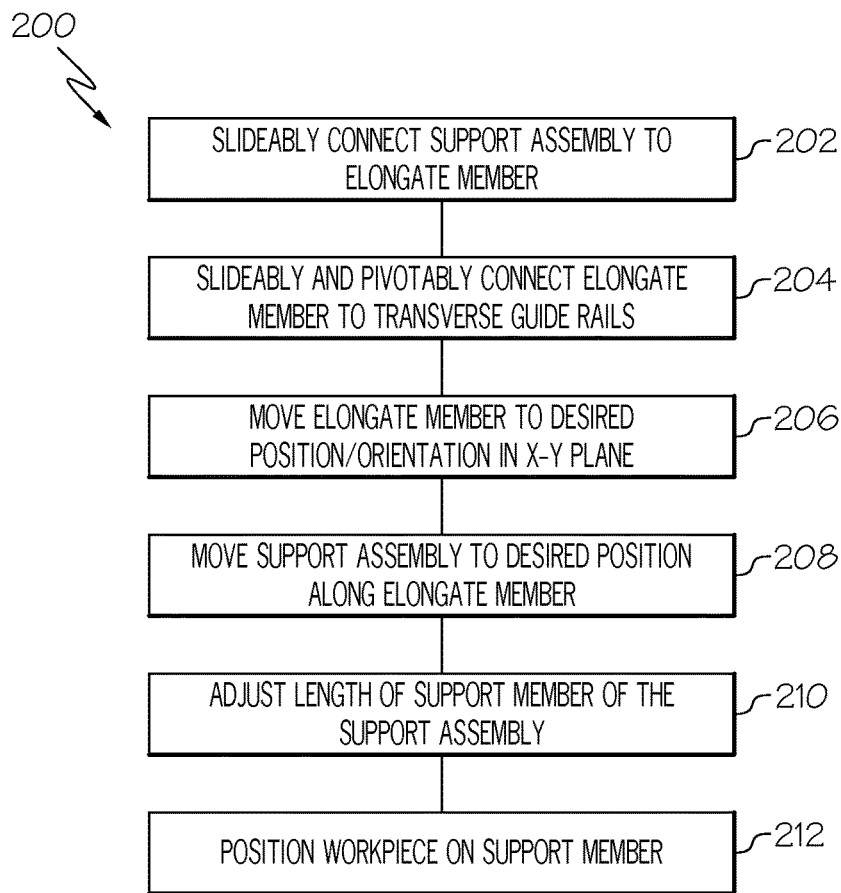 200
SLIDEABLY CONNECT SUPPORT ASSEMBLY TO
ELONGATE MEMBER
202
SLIDEABLY AND PIVOTABLY CONNECT ELONGATE
MEMBER TO TRANSVERSE GUIDE RAILS
204
MOVE ELONGATE MEMBER TO DESIRED
POSITION/ORIENTATION IN X-Y PLANE
206
MOVE SUPPORT ASSEMBLY TO DESIRED POSITION
ALONG ELONGATE MEMBER
208
ADJUST LENGTH OF SUPPORT MEMBER OF THE
SUPPORT ASSEMBLY
210
POSITION WORKPIECE ON SUPPORT MEMBER
212